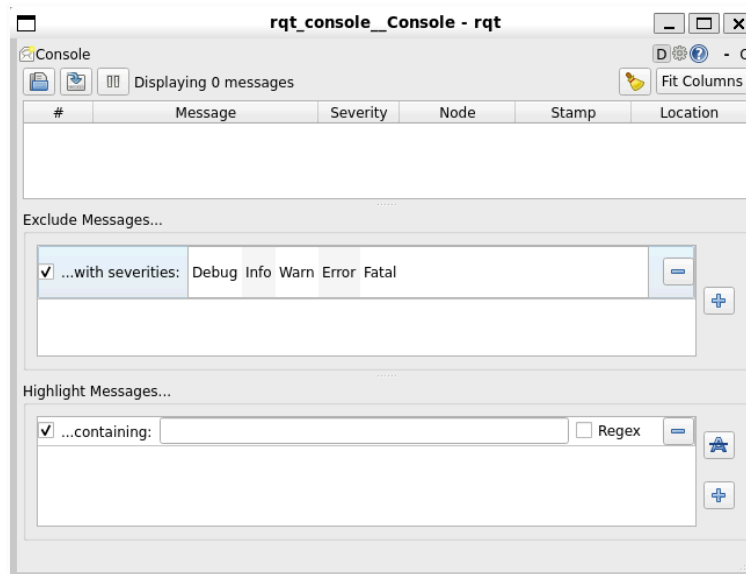 rqt_console__Console - rqt
Console D ? - C
Displaying 0 messages Fit Columns
# Message Severity Node Stamp Location
Exclude Messages...
...with severities: Debug Info Warn Error Fatal
Highlight Messages...
...containing: Regex